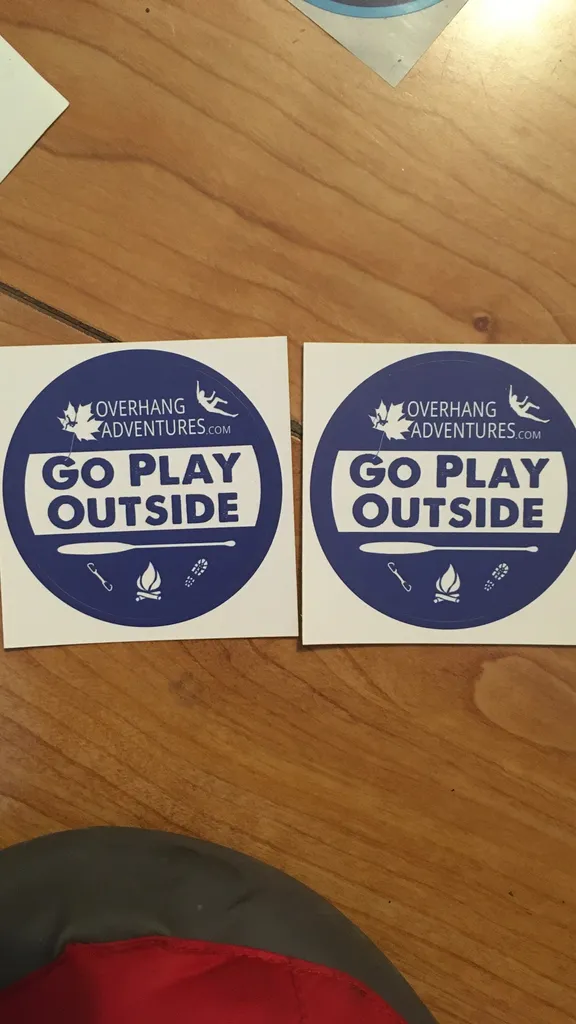 OVERHANG
ADVENTURES.COM
GO PLAY
OUTSIDE
OVERHANG
ADVENTURES.COM
GO PLAY
OUTSIDE